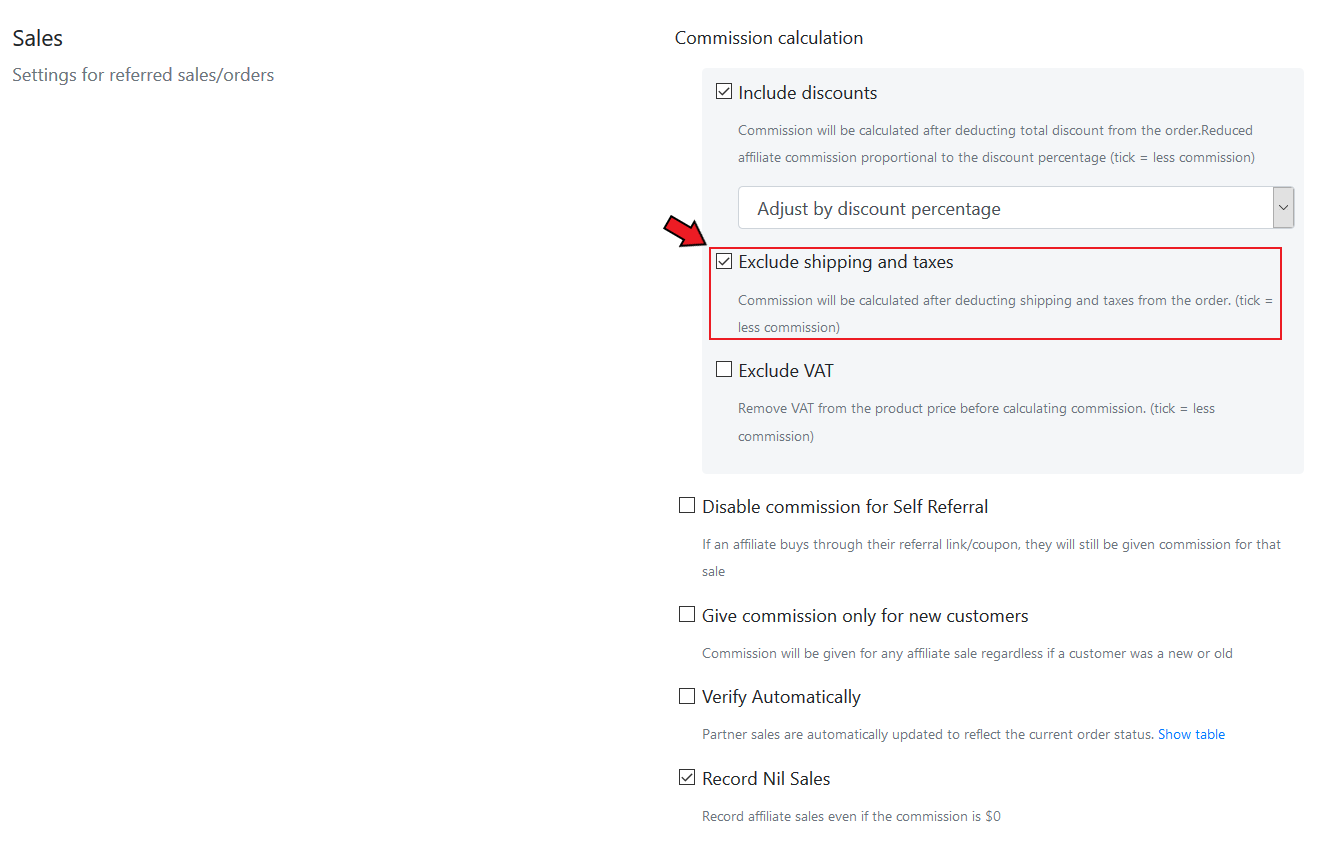 Sales
Settings for referred sales/orders
Commission calculation
Include discounts
Commission will be calculated after deducting total discount from the order.Reduced
affiliate commission proportional to the discount percentage (tick = less commission)
Adjust by discount percentage
Exclude shipping and taxes
Commission will be calculated after deducting shipping and taxes from the order. (tick =
less commission)
Exclude VAT
Remove VAT from the product price before calculating commission. (tick = less
commission)
Disable commission for Self Referral
If an affiliate buys through their referral link/coupon, they will still be given commission for that
sale
Give commission only for new customers
Commission will be given for any affiliate sale regardless if a customer was a new or old
Verify Automatically
Partner sales are automatically updated to reflect the current order status. Show table
Record Nil Sales
Record affiliate sales even if the commission is $0